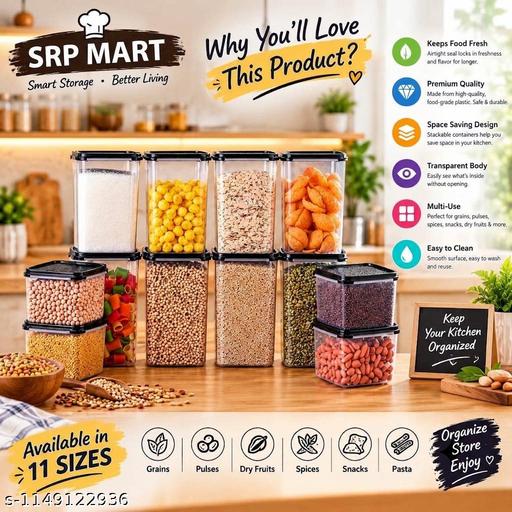 SRP MART
Smart Storage • Better Living
Why You'll Love
This Product?
Keeps Food Fresh
Airtight seal locks in freshness
and flavor for longer.
Premium Quality
Made from high-quality,
food-grade plastic. Safe & durable.
Space Saving Design
Stackable containers help you
save space in your kitchen.
Transparent Body
Easily see what's inside
without opening.
Multi-Use
Perfect for grains, pulses,
spices, snacks, dry fruits & more.
Easy to Clean
Smooth surface, easy to wash
and reuse.
Keep
Your Kitchen
Organized
Available in
11 SIZES
Grains
Pulses
Dry Fruits
Spices
Snacks
Pasta
Organize
Store
Enjoy
s-1149122936